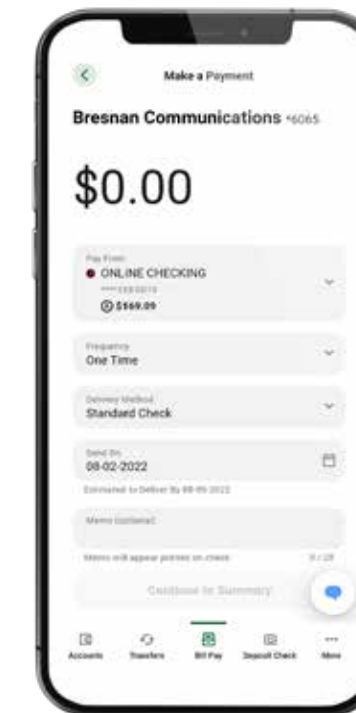 Make a Payment
Bresnan Communications *6065
$0.00
Pay From
ONLINE CHECKING
$569.09
Frequency
One Time
Delivery Method
Standard Check
Send On
08-02-2022
Estimated to Deliver By 08-09-2022
Memo (optional)
Memo will appear printed on check
0 / 28
Continue to Summary
Accounts
Transfers
Bill Pay
Deposit Check
More